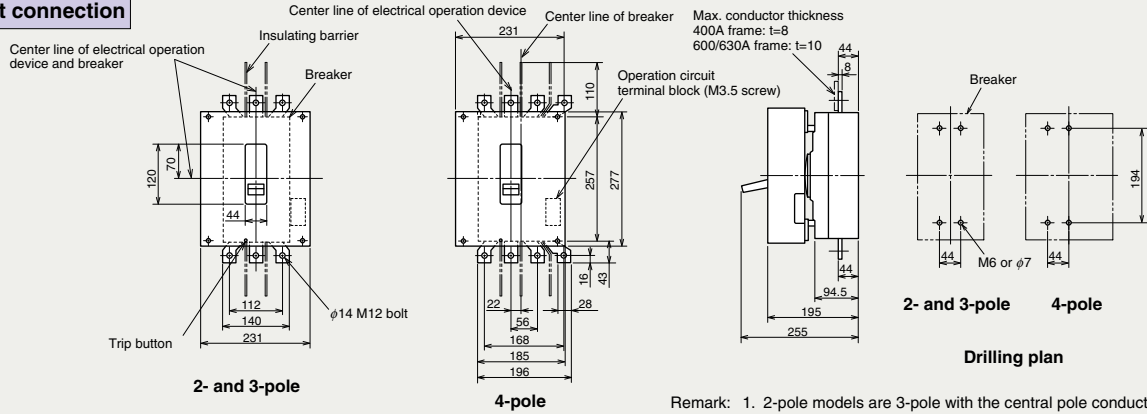 t connection
Center line of electrical operation
device and breaker
Insulating barrier
Breaker
120
70
44
112
140
231
Trip button
φ14 M12 bolt
2- and 3-pole
Center line of electrical operation device
Center line of breaker
231
110
Operation circuit
terminal block (M3.5 screw)
257
277
16
43
22
28
56
168
185
196
4-pole
Max. conductor thickness
400A frame: t=8
600/630A frame: t=10
44
8
44
94.5
195
255
Breaker
194
44
44
M6 or φ7
2- and 3-pole
4-pole
Drilling plan
Remark: 1. 2-pole models are 3-pole with the central pole conduct